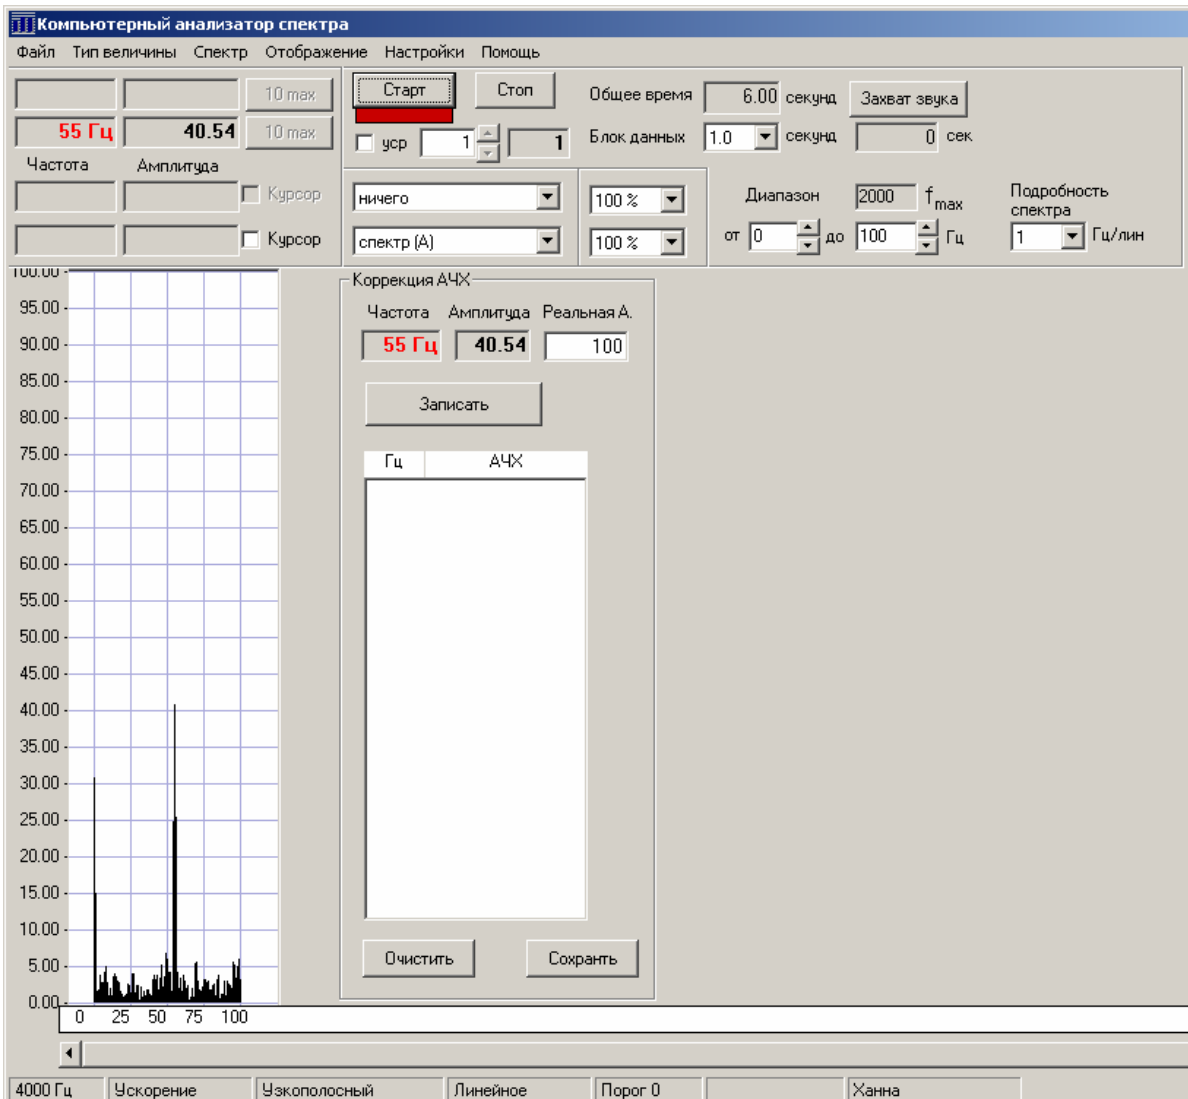 Компьютерный анализатор спектра
Файл Тип величины Спектр Отображение Настройки Помощь
10 max Старт Стоп Общее время 6.00 секунд Захват звука
55 Гц 40.54 10 max уср 1 1 Блок данных 1.0 секунд 0 сек
Частота Амплитуда
Курсор ничего 100 % Диапазон 2000 fmax Подробность спектра
Курсор спектр (А) 100 % от 0 до 100 Гц 1 Гц/лин
100.00
95.00
90.00
85.00
80.00
75.00
70.00
65.00
60.00
55.00
50.00
45.00
40.00
35.00
30.00
25.00
20.00
15.00
10.00
5.00
0.00
0 25 50 75 100
Коррекция АЧХ
Частота Амплитуда Реальная А.
55 Гц 40.54 100
Записать
Гц АЧХ
Очистить Сохрантъ
4000 Гц Ускорение Узкополосный Линейное Порог 0 Ханна